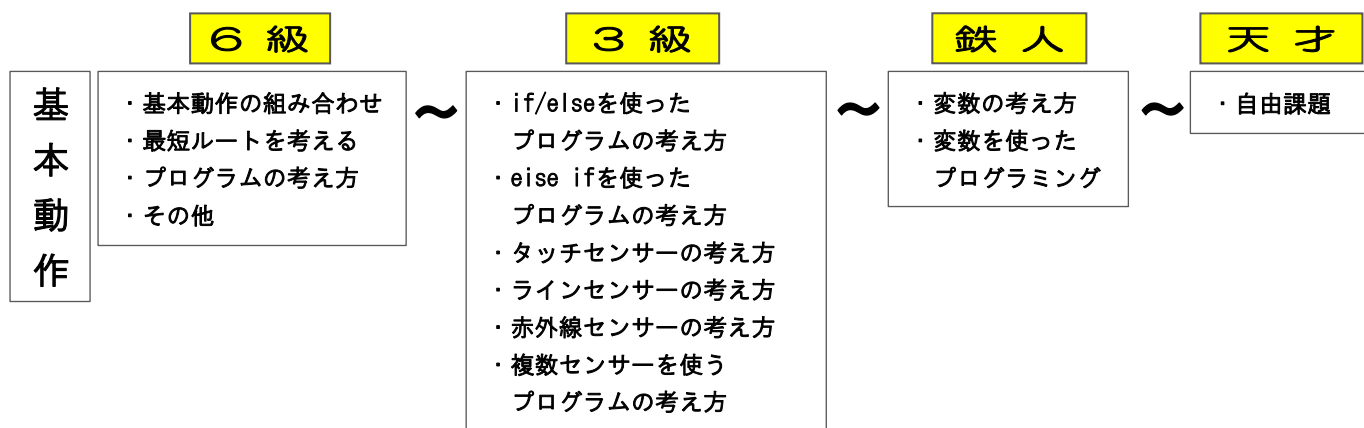 6 級
3 級
鉄 人
天 才
基本動作
・基本動作の組み合わせ
・最短ルートを考える
・プログラムの考え方
・その他
～
・if/elseを使った
プログラムの考え方
・eise ifを使った
プログラムの考え方
・タッチセンサーの考え方
・ラインセンサーの考え方
・赤外線センサーの考え方
・複数センサーを使う
プログラムの考え方
～
・変数の考え方
・変数を使った
プログラミング
～
・自由課題